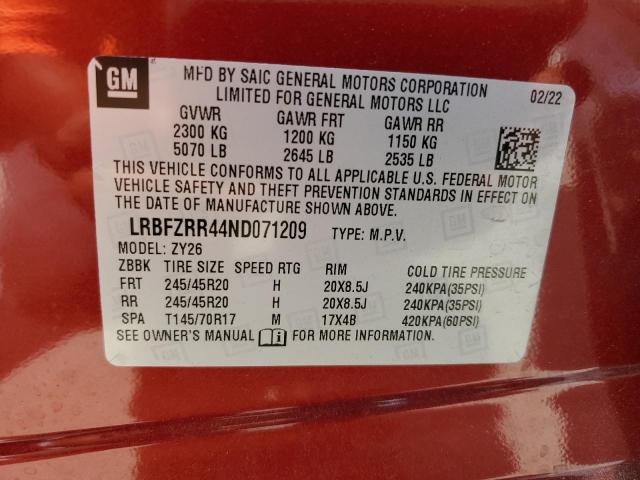 GM
MFD BY SAIC GENERAL MOTORS CORPORATION
LIMITED FOR GENERAL MOTORS LLC
02/22
GVWR GAWR FRT GAWR RR
2300 KG 1200 KG 1150 KG
5070 LB 2645 LB 2535 LB
THIS VEHICLE CONFORMS TO ALL APPLICABLE U.S. FEDERAL MOTOR
VEHICLE SAFETY AND THEFT PREVENTION STANDARDS IN EFFECT ON
THE DATE OF MANUFACTURE SHOWN ABOVE.
LRBFZRR44ND071209 TYPE: M.P.V.
MODEL: ZY26
ZBBK TIRE SIZE SPEED RTG RIM COLD TIRE PRESSURE
FRT 245/45R20 H 20X8.5J 240KPA(35PSI)
RR 245/45R20 H 20X8.5J 240KPA(35PSI)
SPA T145/70R17 M 17X4B 420KPA(60PSI)
SEE OWNER'S MANUAL FOR MORE INFORMATION.